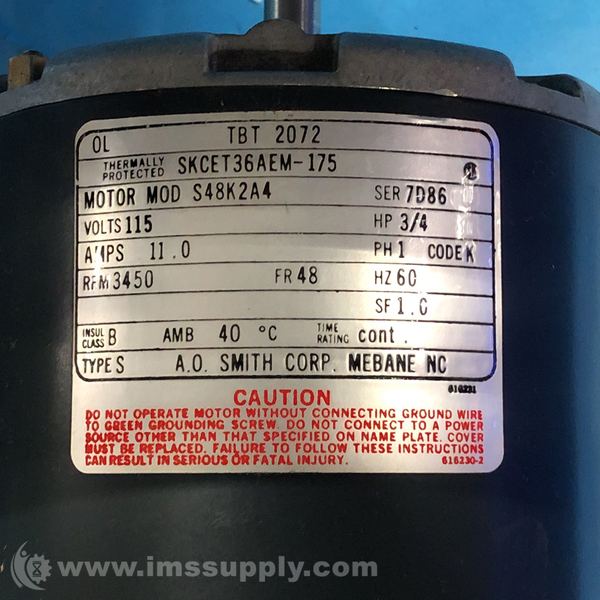 OL TBT 2072
THERMALLY PROTECTED SKCET36AEM-175
MOTOR MOD S48K2A4 SER 7D86
VOLTS 115 HP 3/4
AMPS 11.0 PH 1 CODE K
RPM 3450 FR 48 HZ 60
SF 1.0
INSUL CLASS B AMB 40 °C TIME RATING cont.
TYPE S A.O. SMITH CORP. MEBANE NC
616231
CAUTION
DO NOT OPERATE MOTOR WITHOUT CONNECTING GROUND WIRE
TO GREEN GROUNDING SCREW. DO NOT CONNECT TO A POWER
SOURCE OTHER THAN THAT SPECIFIED ON NAME PLATE. COVER
MUST BE REPLACED. FAILURE TO FOLLOW THESE INSTRUCTIONS
CAN RESULT IN SERIOUS OR FATAL INJURY. 616230-2
www.imssupply.com